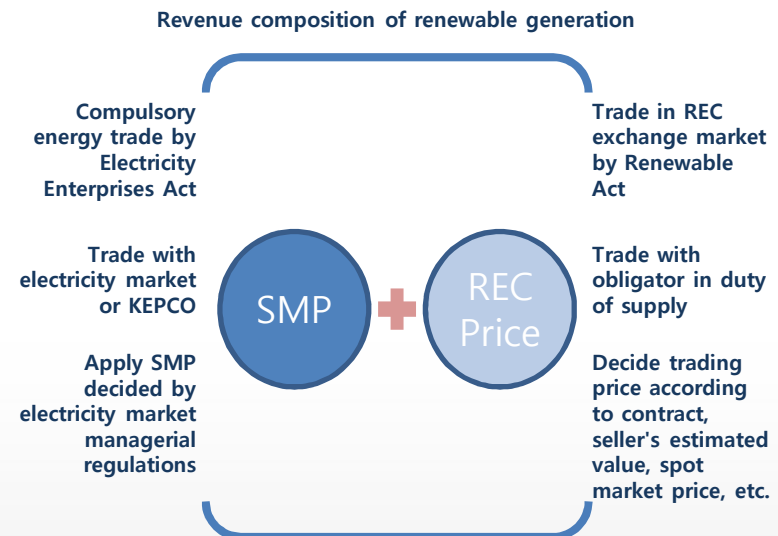 Revenue composition of renewable generation
Compulsory
energy trade by
Electricity
Enterprises Act
Trade with
electricity market
or KEPCO
Apply SMP
decided by
electricity market
managerial
regulations
SMP
REC
Price
Trade in REC
exchange market
by Renewable
Act
Trade with
obligator in duty
of supply
Decide trading
price according
to contract,
seller's estimated
value, spot
market price, etc.